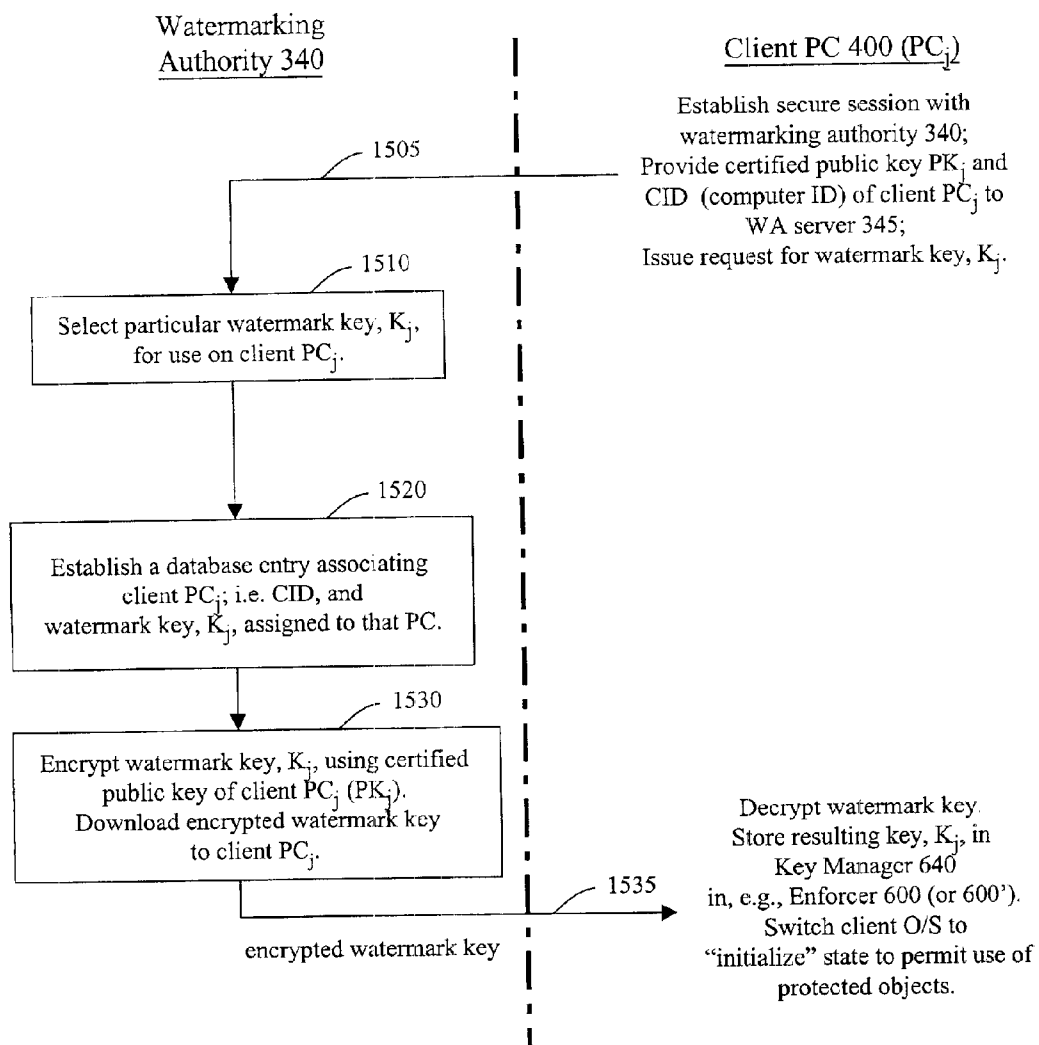 Watermarking
Authority 340
Client PC 400 (PCj)
Establish secure session with
watermarking authority 340;
Provide certified public key PKj and
CID (computer ID) of client PCj to
WA server 345;
Issue request for watermark key, Kj.
1505
1510
Select particular watermark key, Kj,
for use on client PCj.
1520
Establish a database entry associating
client PCj; i.e. CID, and
watermark key, Kj, assigned to that PC.
1530
Encrypt watermark key, Kj, using certified
public key of client PCj (PKj).
Download encrypted watermark key
to client PCj.
1535
encrypted watermark key
Decrypt watermark key.
Store resulting key, Kj, in
Key Manager 640
in, e.g., Enforcer 600 (or 600').
Switch client O/S to
"initialize" state to permit use of
protected objects.